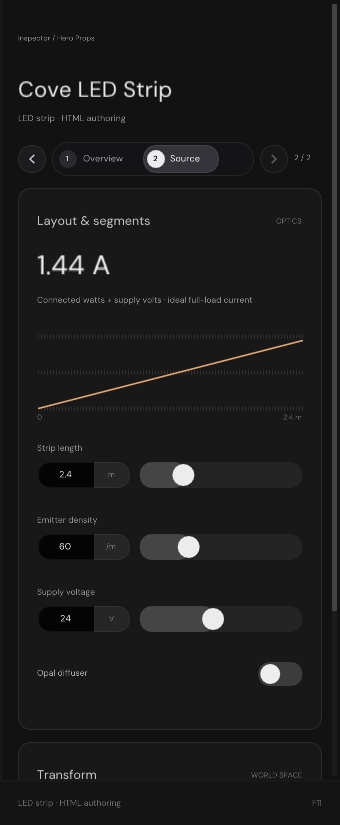 Inspector / Hero Props
Cove LED Strip
LED strip · HTML authoring
1 Overview 2 Source 2 / 2
Layout & segments OPTICS
1.44 A
Connected watts ÷ supply volts · ideal full-load current
0 2.4 m
Strip length
2.4 m
Emitter density
60 /m
Supply voltage
24 V
Opal diffuser
Transform WORLD SPACE
LED strip · HTML authoring F11